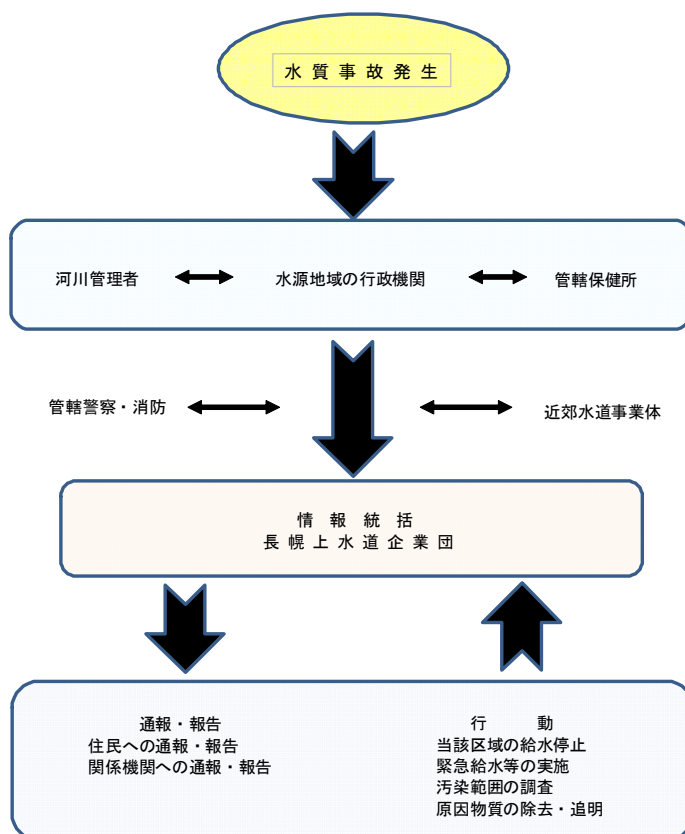 水質事故発生
河川管理者
水源地域の行政機関
管轄保健所
管轄警察・消防
近郊水道事業体
情報統括
長幌上水道企業団
通報・報告
住民への通報・報告
関係機関への通報・報告
行動
当該区域の給水停止
緊急給水等の実施
汚染範囲の調査
原因物質の除去・追明